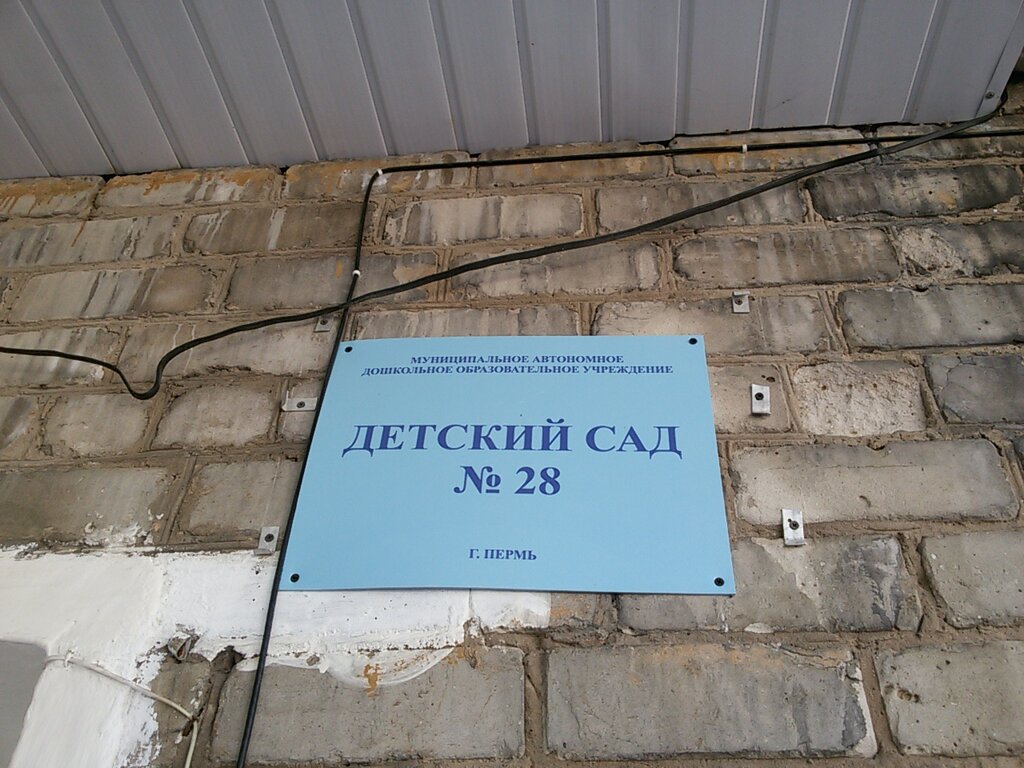 МУНИЦИПАЛЬНОЕ АВТОНОМНОЕ
ДОШКОЛЬНОЕ ОБРАЗОВАТЕЛЬНОЕ УЧРЕЖДЕНИЕ
ДЕТСКИЙ САД
№ 28
Г. ПЕРМЬ